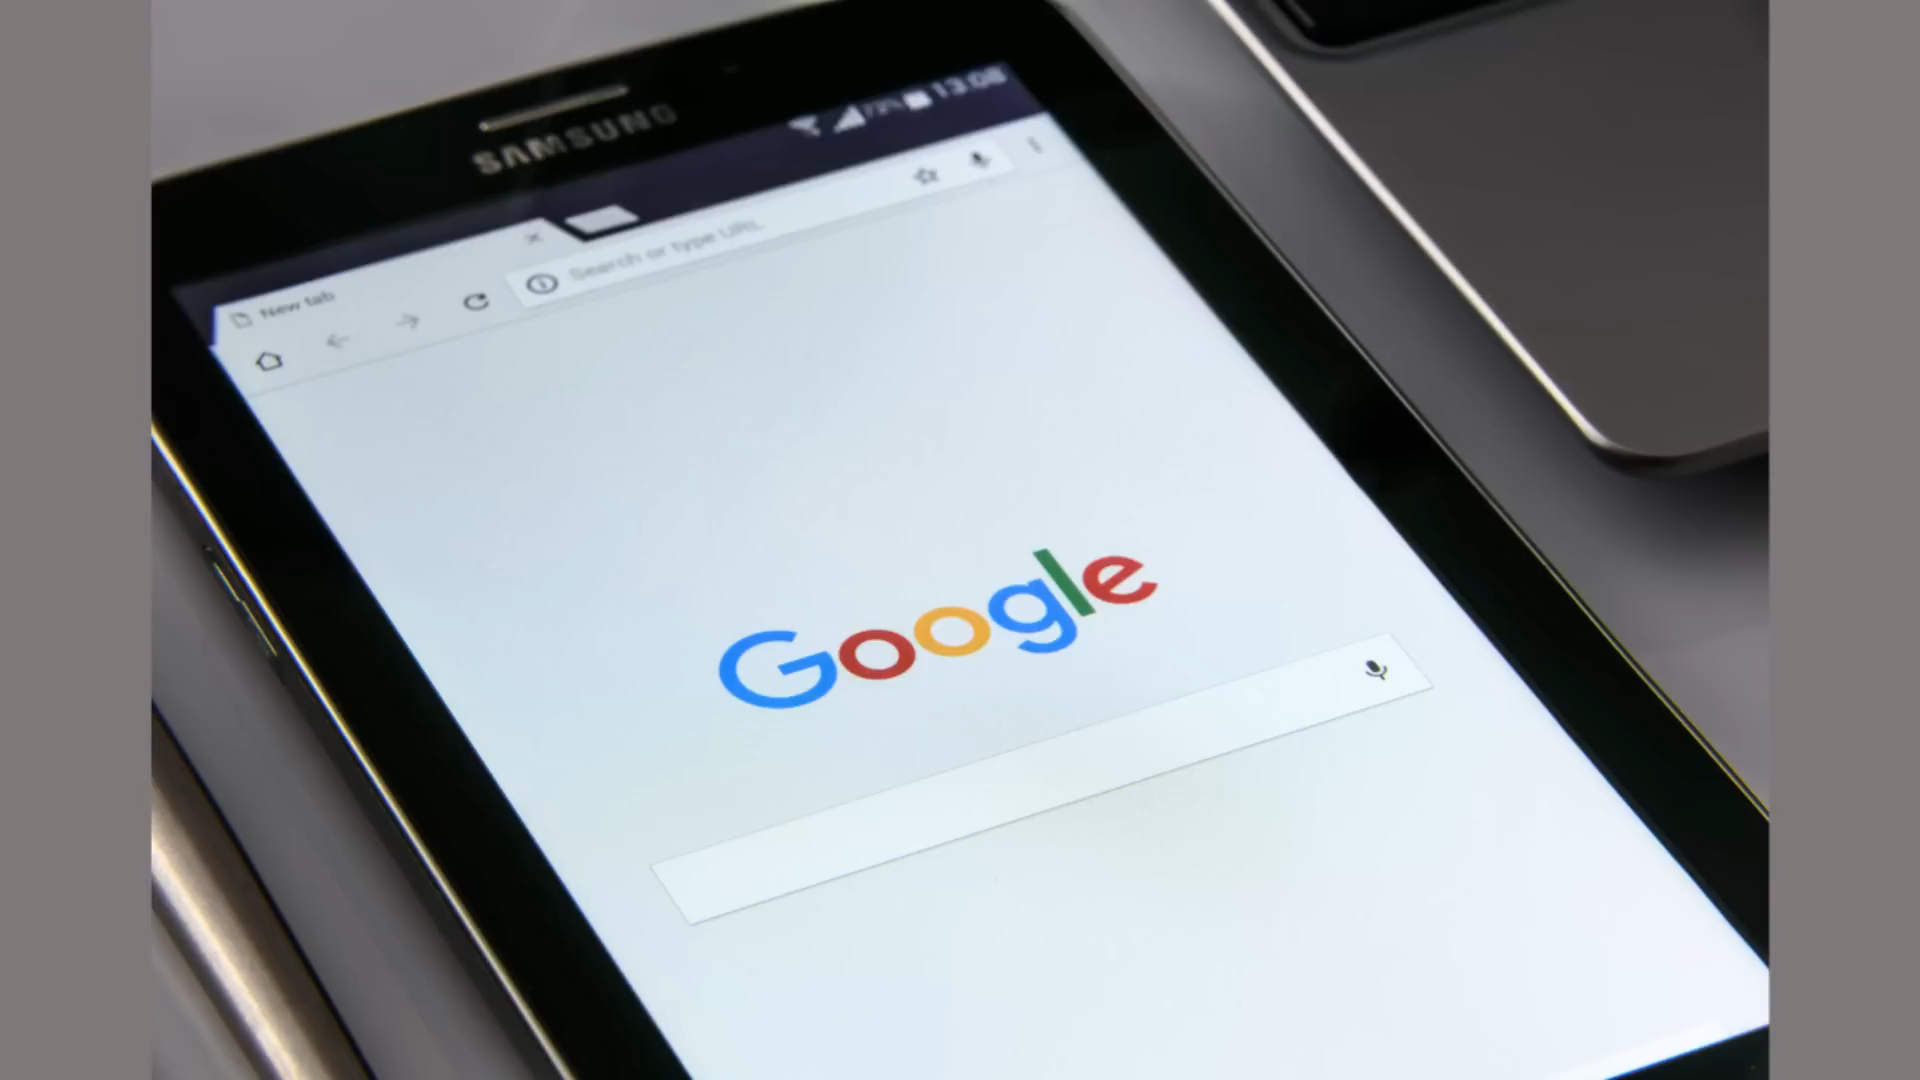 SAMSUNG
13:08
New tab
Search or type URL
Google